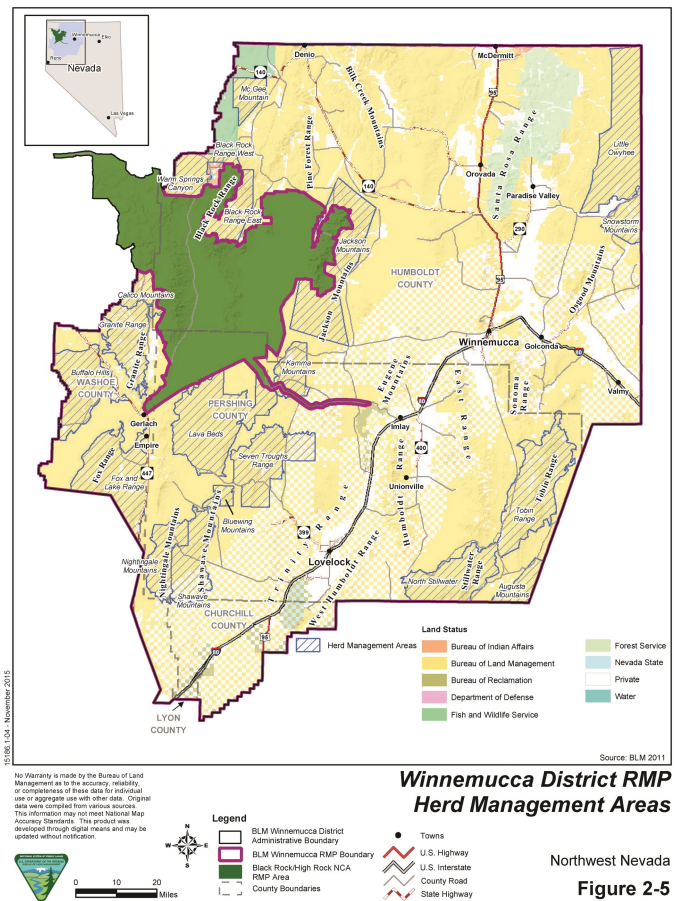 Winnemucca
Elko
Reno
Nevada
Las Vegas
Denio
McDermitt
140
95
Mc Gee
Mountain
Bilk Creek Mountains
Pine Forest Range
Santa Rosa Range
Little
Owyhee
Black Rock
Range West
Warm Springs
Canyon
Black Rock Range
Black Rock
Range East
Orovada
140
Paradise Valley
Snowstorm
Mountains
290
Jackson
Mountains
HUMBOLDT
COUNTY
Jackson Mountains
95
Osgood Mountains
Calico Mountains
Granite Range
Granite Range
Winnemucca
Golconda
80
Buffalo Hills
WASHOE
COUNTY
Kamma
Mountains
Eugene
Mountains
East Range
Sonoma
Range
Valmy
PERSHING
COUNTY
80
Gerlach
Empire
Lava Beds
Imlay
Fox Range
447
Fox and
Lake Range
Seven Troughs
Range
400
Unionville
Humboldt Range
Tobin Range
Tobin
Range
Bluewing
Mountains
Nightingale Mountains
Shawave Mountains
Trinity Range
399
Lovelock
West Humboldt Range
Nightingale
Mountains
Shawave
Mountains
North Stillwater
Stillwater
Range
Augusta
Mountains
CHURCHILL
COUNTY
95
80
LYON
COUNTY
Herd Management Areas
Land Status
Bureau of Indian Affairs
Bureau of Land Management
Bureau of Reclamation
Department of Defense
Fish and Wildlife Service
Forest Service
Nevada State
Private
Water
15186.1-04 - November 2015
Source: BLM 2011
No Warranty is made by the Bureau of Land
Management as to the accuracy, reliability,
or completeness of these data for individual
use or aggregate use with other data. Original
data were compiled from various sources.
This information may not meet National Map
Accuracy Standards. This product was
developed through digital means and may be
updated without notification.
N
W
E
S
0 10 20
Miles
Legend
BLM Winnemucca District
Administrative Boundary
BLM Winnemucca RMP Boundary
Black Rock/High Rock NCA
RMP Area
County Boundaries
Towns
U.S. Highway
U.S. Interstate
County Road
State Highway
Winnemucca District RMP
Herd Management Areas
Northwest Nevada
Figure 2-5